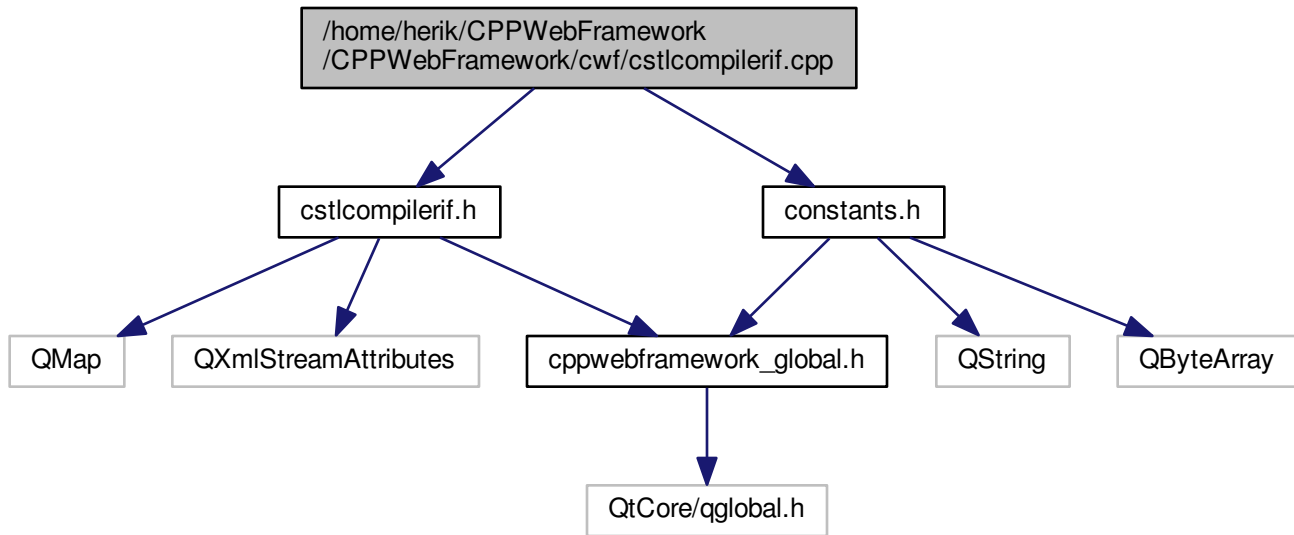 /home/herik/CPPWebFramework
/CPPWebFramework/cwf/cstlcompilerif.cpp
cstlcompilerif.h
constants.h
QMap
QXmlStreamAttributes
cppwebframework_global.h
QString
QByteArray
QtCore/qglobal.h